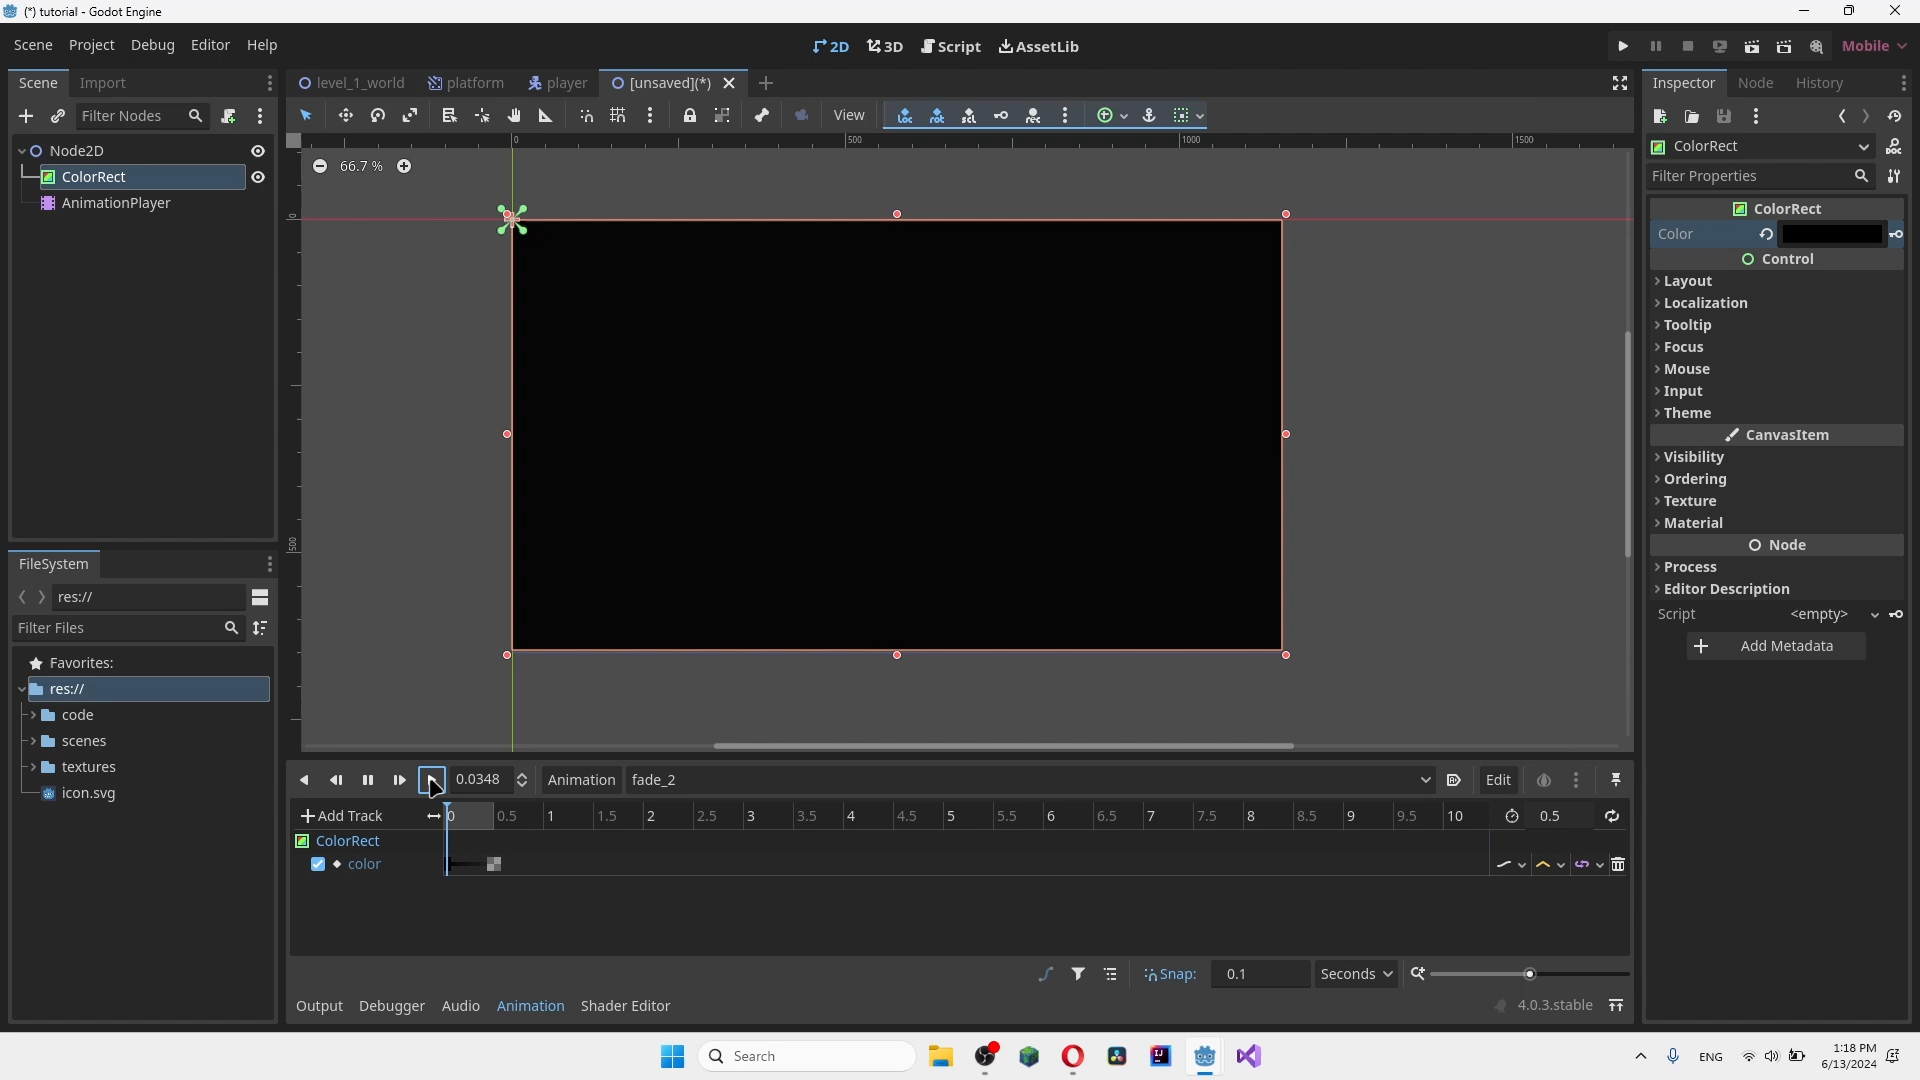 (*) tutorial - Godot Engine
Scene Project Debug Editor Help
2D 3D Script AssetLib
Mobile
Scene Import
level_1_world platform player [unsaved](*)
Inspector Node History
Filter Nodes
View
ColorRect
Filter Properties
66.7 %
0 500 1000 1500
0
500
Node2D
ColorRect
AnimationPlayer
ColorRect
Color
Control
Layout
Localization
Tooltip
Focus
Mouse
Input
Theme
CanvasItem
Visibility
Ordering
Texture
Material
Node
Process
Editor Description
Script <empty>
Add Metadata
FileSystem
res://
Filter Files
Favorites:
res://
code
scenes
textures
icon.svg
0.0348 Animation fade_2 Edit
Add Track 0 0.5 1 1.5 2 2.5 3 3.5 4 4.5 5 5.5 6 6.5 7 7.5 8 8.5 9 9.5 10 0.5
ColorRect
color
Snap: 0.1 Seconds
Output Debugger Audio Animation Shader Editor
4.0.3.stable
Search
ENG
1:18 PM
6/13/2024